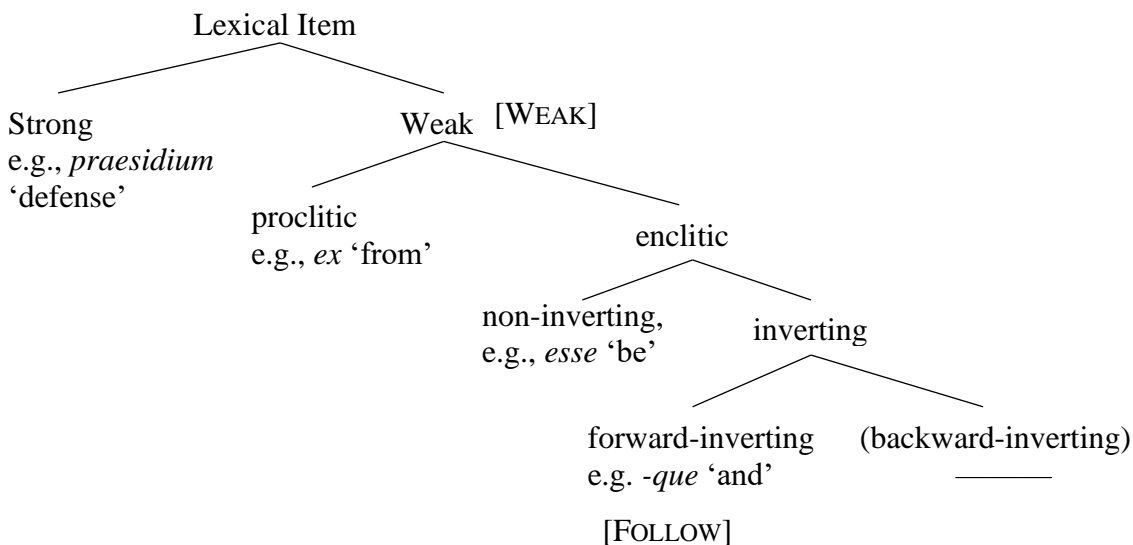 Lexical Item
Strong
e.g., praesidium
‘defense’
Weak [WEAK]
proclitic
e.g., ex ‘from’
enclitic
non-inverting,
e.g., esse ‘be’
inverting
forward-inverting
e.g. -que ‘and’
[FOLLOW]
(backward-inverting)